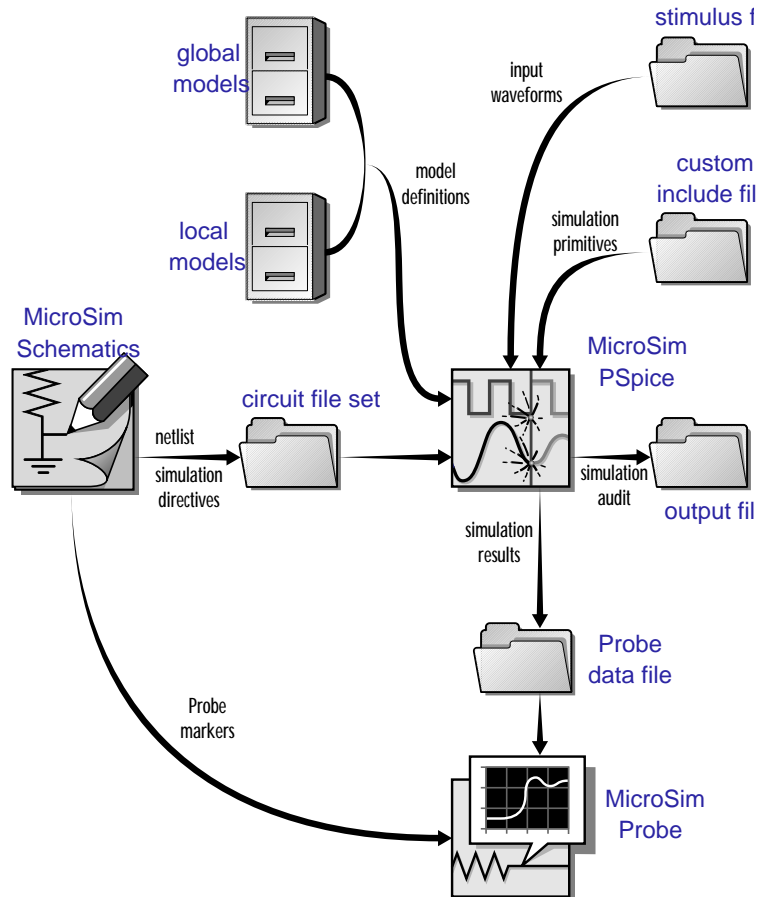 stimulus f
global
models
input
waveforms
custom
include fil
model
definitions
simulation
primitives
local
models
MicroSim
Schematics
MicroSim
PSpice
circuit file set
netlist
simulation
directives
simulation
audit
output fil
simulation
results
Probe
data file
Probe
markers
MicroSim
Probe